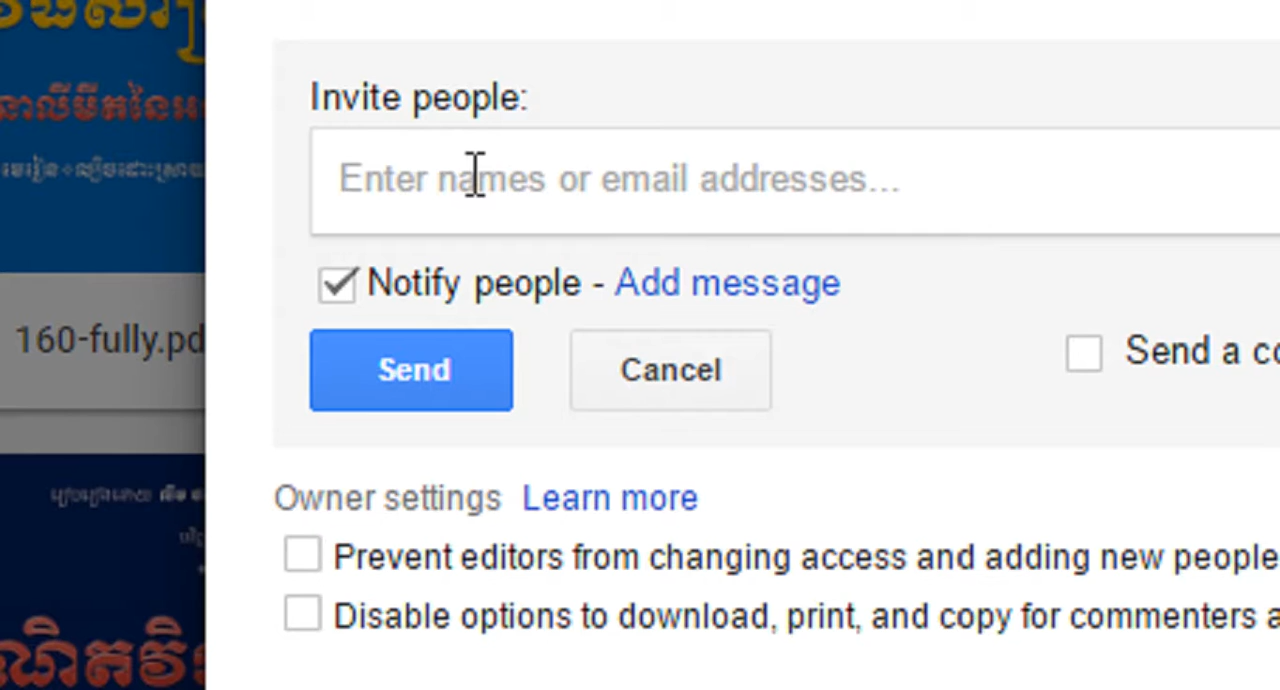 Invite people:
Enter names or email addresses...
Notify people - Add message
Send
Cancel
Send a co
160-fully.pd
Owner settings Learn more
Prevent editors from changing access and adding new people
Disable options to download, print, and copy for commenters a